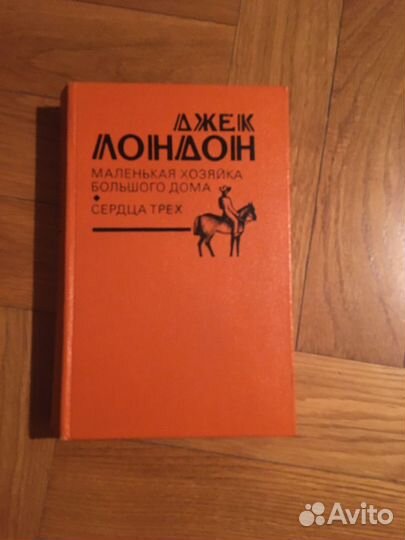 ДЖЕК
ЛОНДОН
МАЛЕНЬКАЯ ХОЗЯЙКА
БОЛЬШОГО ДОМА
СЕРДЦА ТРЕХ
Avito